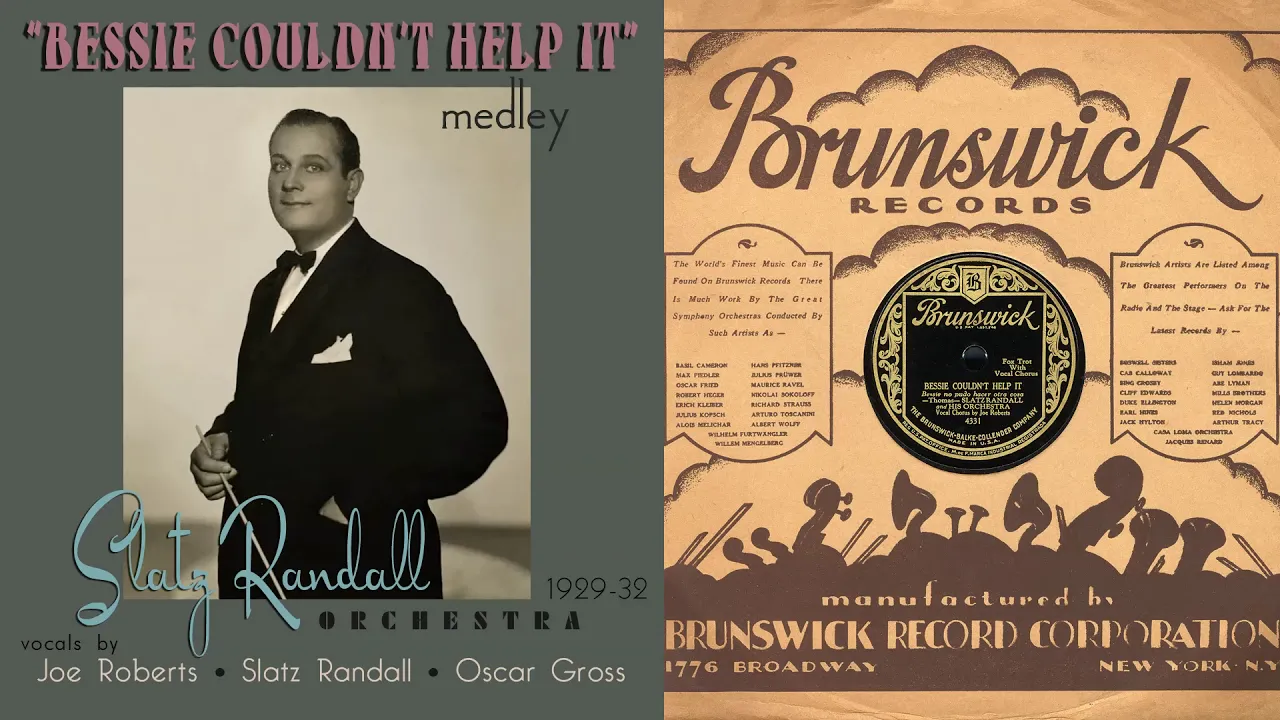 "BESSIE COULDN'T HELP IT"
medley
Slatz Randall
1929-32
ORCHESTRA
vocals by
Joe Roberts • Slatz Randall • Oscar Gross
Brunswick
RECORDS
The World's Finest Music Can Be
Found On Brunswick Records There
Is Much Work By The Great
Symphony Orchestras Conducted By
Such Artists As —
BASIL CAMERON
MAX FIEDLER
OSCAR FRIED
ROBERT HEGER
ERICH KLEIBER
JULIUS KOPSCH
ALOIS MELICHAR
HANS PFITZNER
JULIUS PRÜWER
MAURICE RAVEL
NIKOLAI SOKOLOFF
RICHARD STRAUSS
ARTURO TOSCANINI
ALBERT WOLFF
WILHELM FURTWÄNGLER
WILLEM MENGELBERG
B
Brunswick
Fox Trot
With
Vocal Chorus
BESSIE COULDN'T HELP IT
Bessie no pudo hacer otra cosa
—Thomas— SLATZ RANDALL
and HIS ORCHESTRA
Vocal Chorus by Joe Roberts
4331
THE BRUNSWICK-BALKE-COLLENDER COMPANY
MADE IN U.S.A.
Brunswick Artists Are Listed Among
The Greatest Performers On The
Radio And The Stage — Ask For The
Latest Records By —
BOSWELL SISTERS
CAB CALLOWAY
BING CROSBY
CLIFF EDWARDS
DUKE ELLINGTON
EARL HINES
JACK HYLTON
ISHAM JONES
GUY LOMBARDO
ABE LYMAN
MILLS BROTHERS
HELEN MORGAN
RED NICHOLS
ARTHUR TRACY
CASA LOMA ORCHESTRA
JACQUES RENARD
manufactured by
BRUNSWICK RECORD CORPORATION
1776 BROADWAY
NEW YORK · N.Y